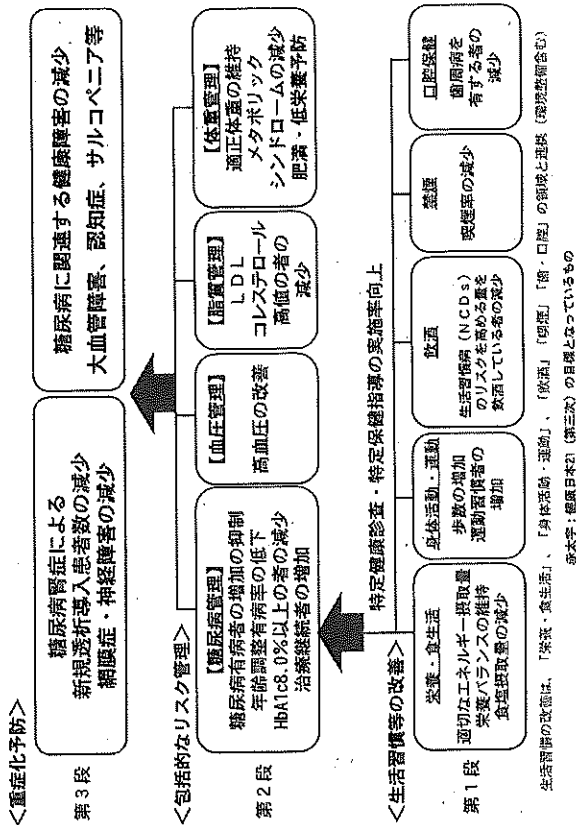 <重症化予防>
第3段
糖尿病腎症による
新規透析導入患者数の減少
網膜症・神経障害の減少
糖尿病に関連する健康障害の減少
大血管障害、認知症、サルコペニア等
<包括的なリスク管理>
第2段
【糖尿病管理】
糖尿病有病者の増加の抑制
年齢調整有病率の低下
HbA1c8.0%以上の者の減少
治療継続者の増加
【血圧管理】
高血圧の改善
【脂質管理】
LDL
コレステロール
高値の者の
減少
【体重管理】
適正体重の維持
メタボリック
シンドロームの減少
肥満・低栄養予防
特定健康診査・特定保健指導の実施率向上
<生活習慣等の改善>
第1段
栄養・食生活
適切なエネルギー摂取量
栄養バランスの維持
食塩摂取量の減少
身体活動・運動
歩数の増加
運動習慣者の
増加
飲酒
生活習慣病(NCDs)
のリスクを高める量を
飲酒している者の減少
禁煙
喫煙率の減少
口腔保健
歯周病を
有する者の
減少
生活習慣の改善は、「栄養・食生活」、「身体活動・運動」、「飲酒」「喫煙」「歯・口腔」の領域と連携(環境整備含む)
赤太字:健康日本21(第三次)の目標となっているもの